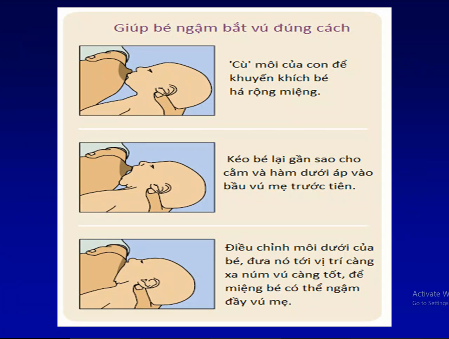 Giúp bé ngậm bắt vú đúng cách
'Cù' môi của con để
khuyến khích bé
há rộng miệng.
Kéo bé lại gần sao cho
cằm và hàm dưới áp vào
bầu vú mẹ trước tiên.
Điều chỉnh môi dưới của
bé, đưa nó tới vị trí càng
xa núm vú càng tốt, để
miệng bé có thể ngậm
đầy vú mẹ.
Activate W
Go to Settings